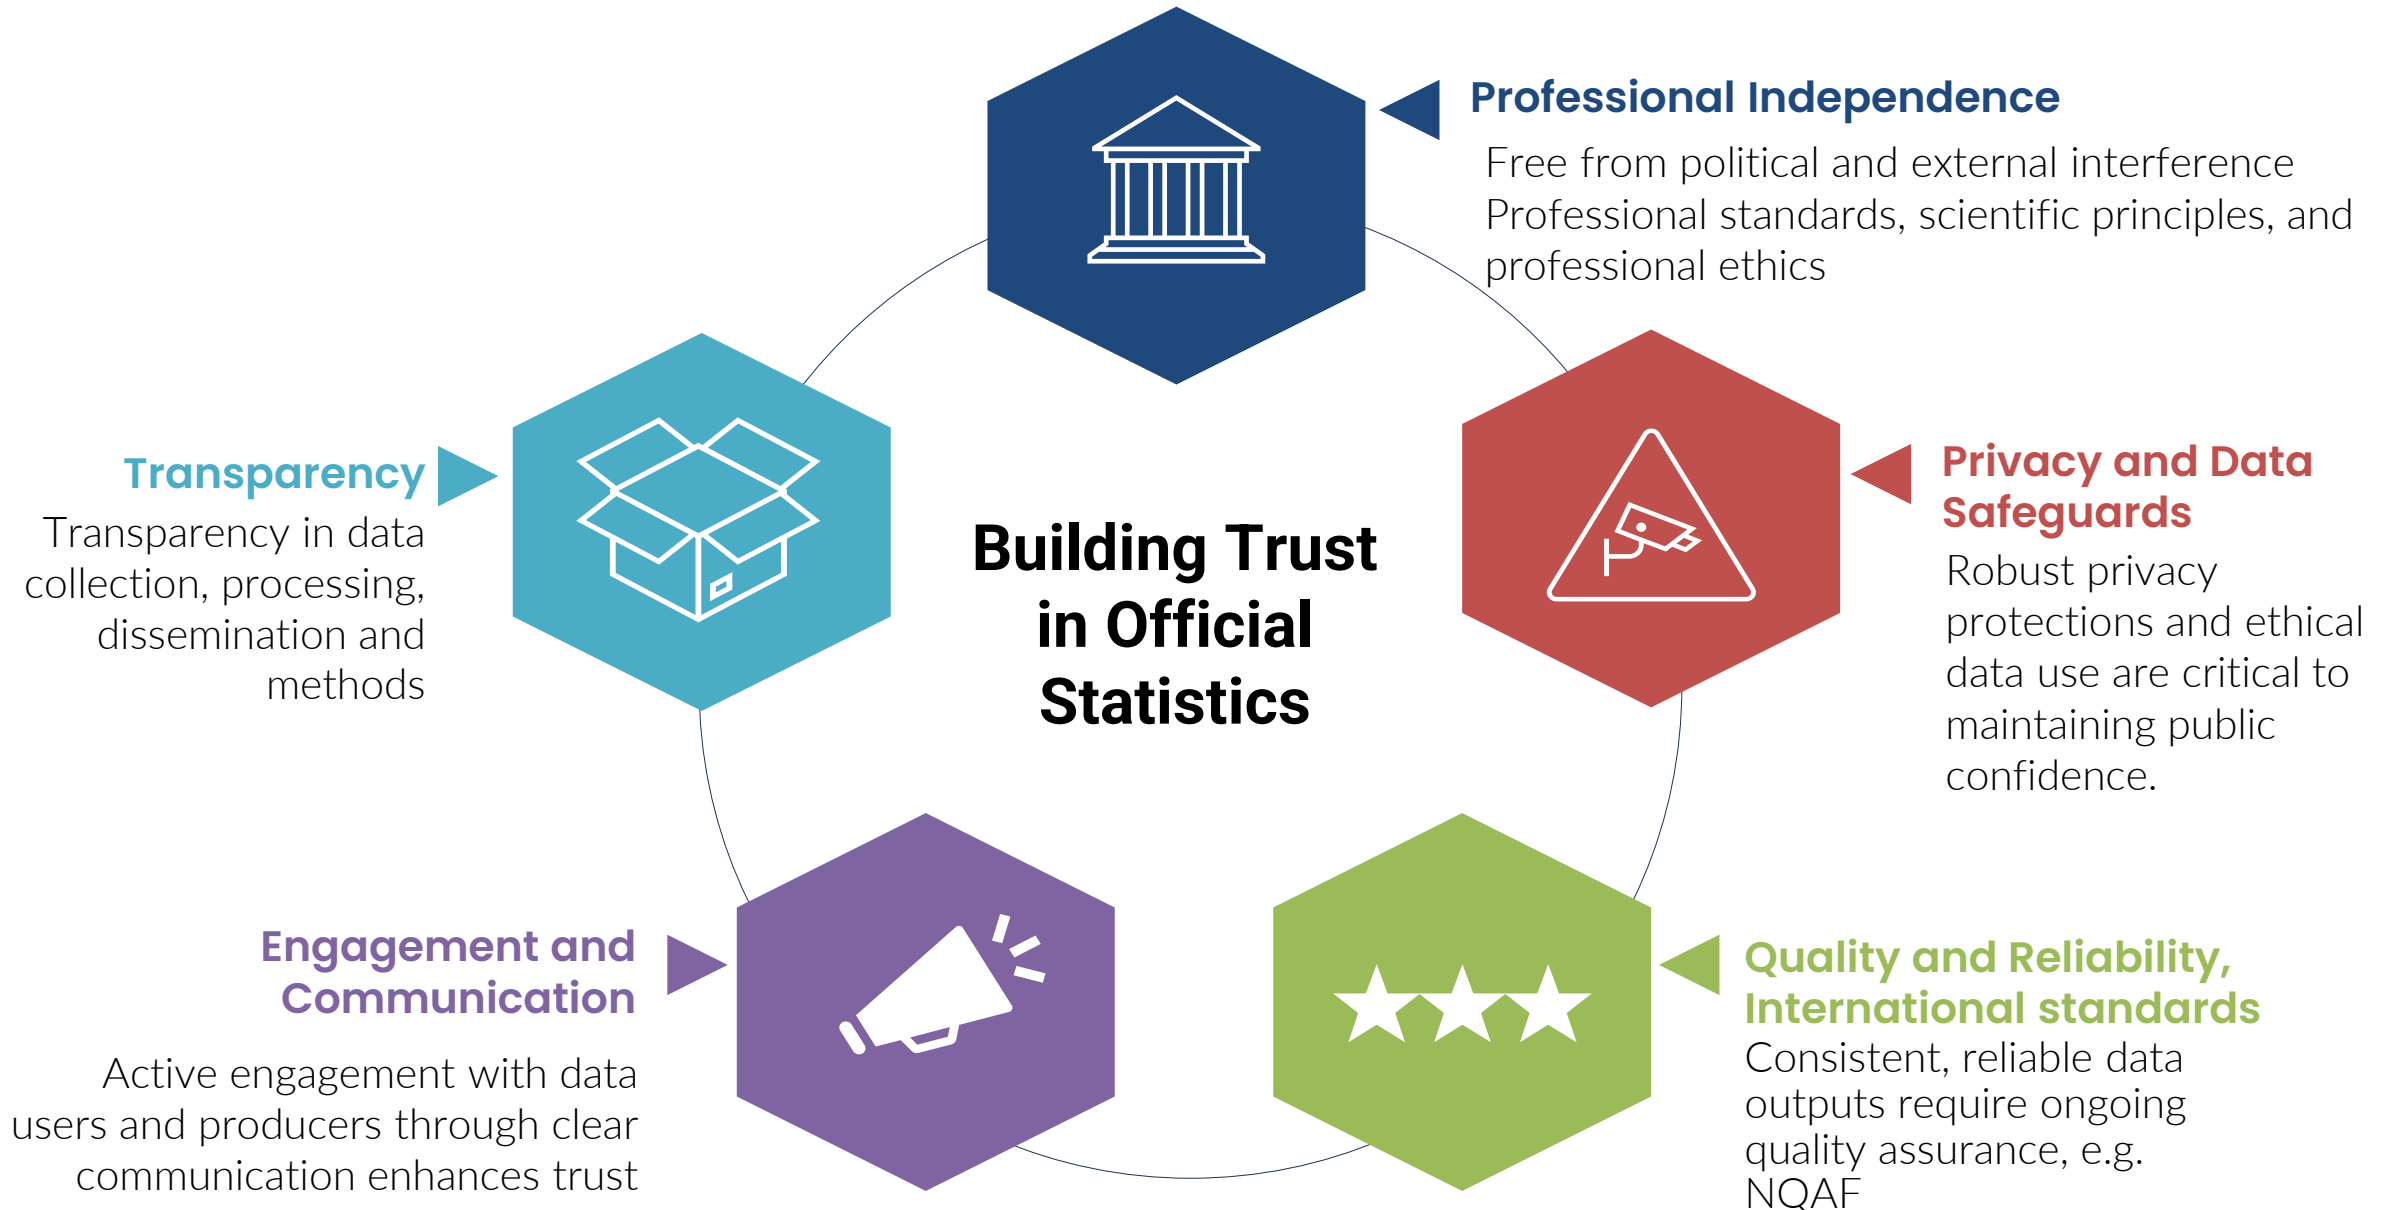 Professional Independence
Free from political and external interference
Professional standards, scientific principles, and
professional ethics
Privacy and Data
Safeguards
Robust privacy
protections and ethical
data use are critical to
maintaining public
confidence.
Quality and Reliability,
International standards
Consistent, reliable data
outputs require ongoing
quality assurance, e.g.
NQAF
Engagement and
Communication
Active engagement with data
users and producers through clear
communication enhances trust
Transparency
Transparency in data
collection, processing,
dissemination and
methods
Building Trust
in Official
Statistics